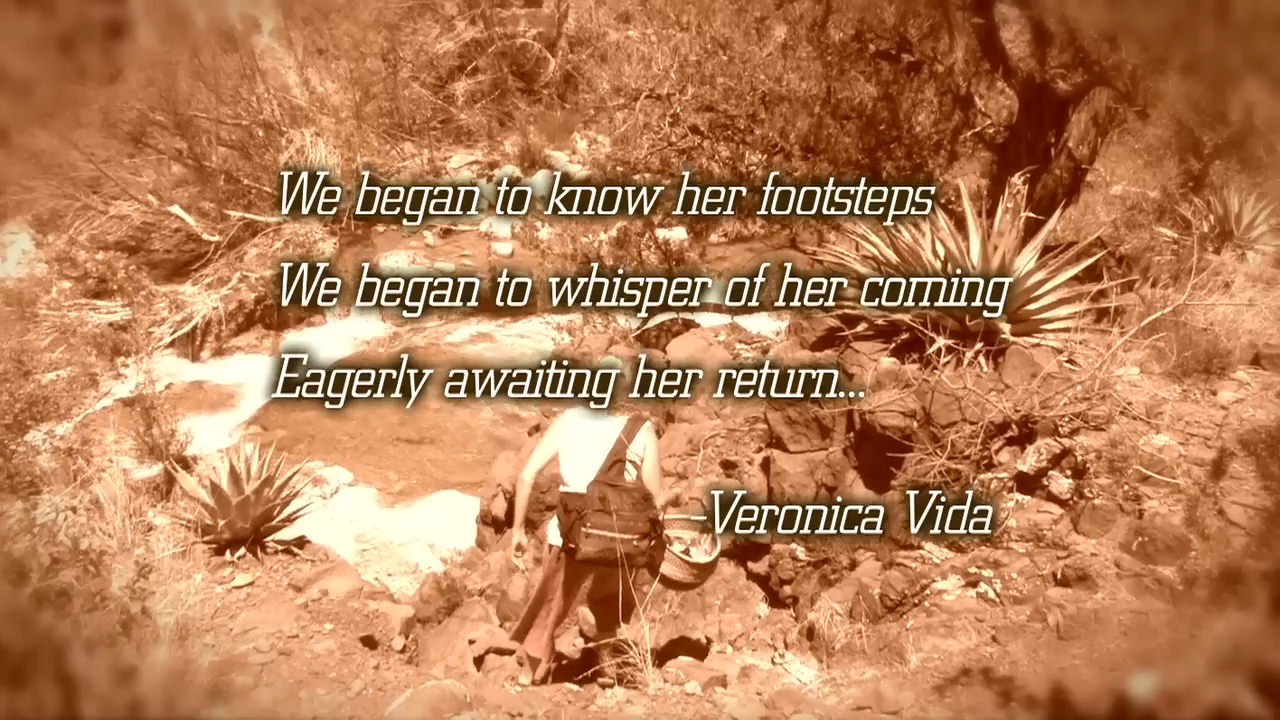 We began to know her footsteps
We began to whisper of her coming
Eagerly awaiting her return...
-Veronica Vida